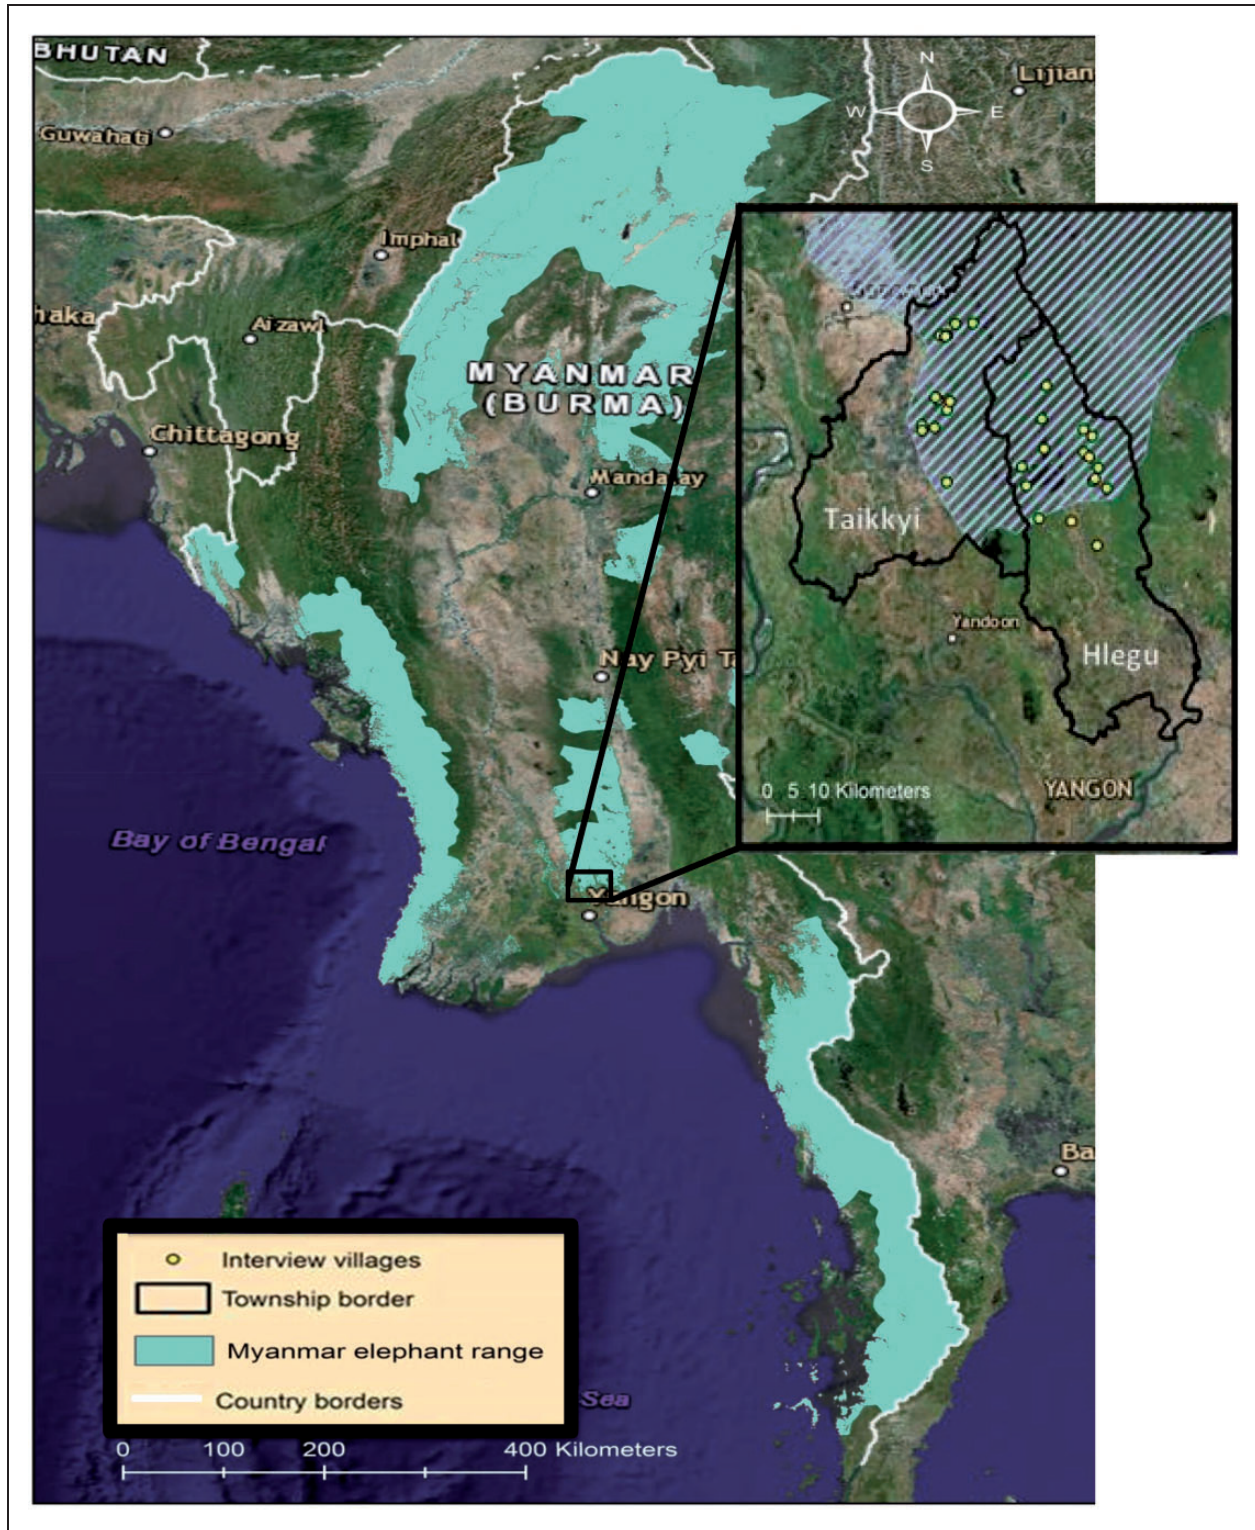 BHUTAN
N
W
E
S
Lijian
Guwahati
Imphal
haka
Aizawl
MYANMAR
(BURMA)
Chittagong
Mandalay
Taikkyi
Yandoon
Nay Pyi Ta
Hlegu
0 5 10 Kilometers
YANGON
Bay of Bengal
Yangon
Ba
Interview villages
Township border
Myanmar elephant range
Country borders
Sea
0 100 200 400 Kilometers